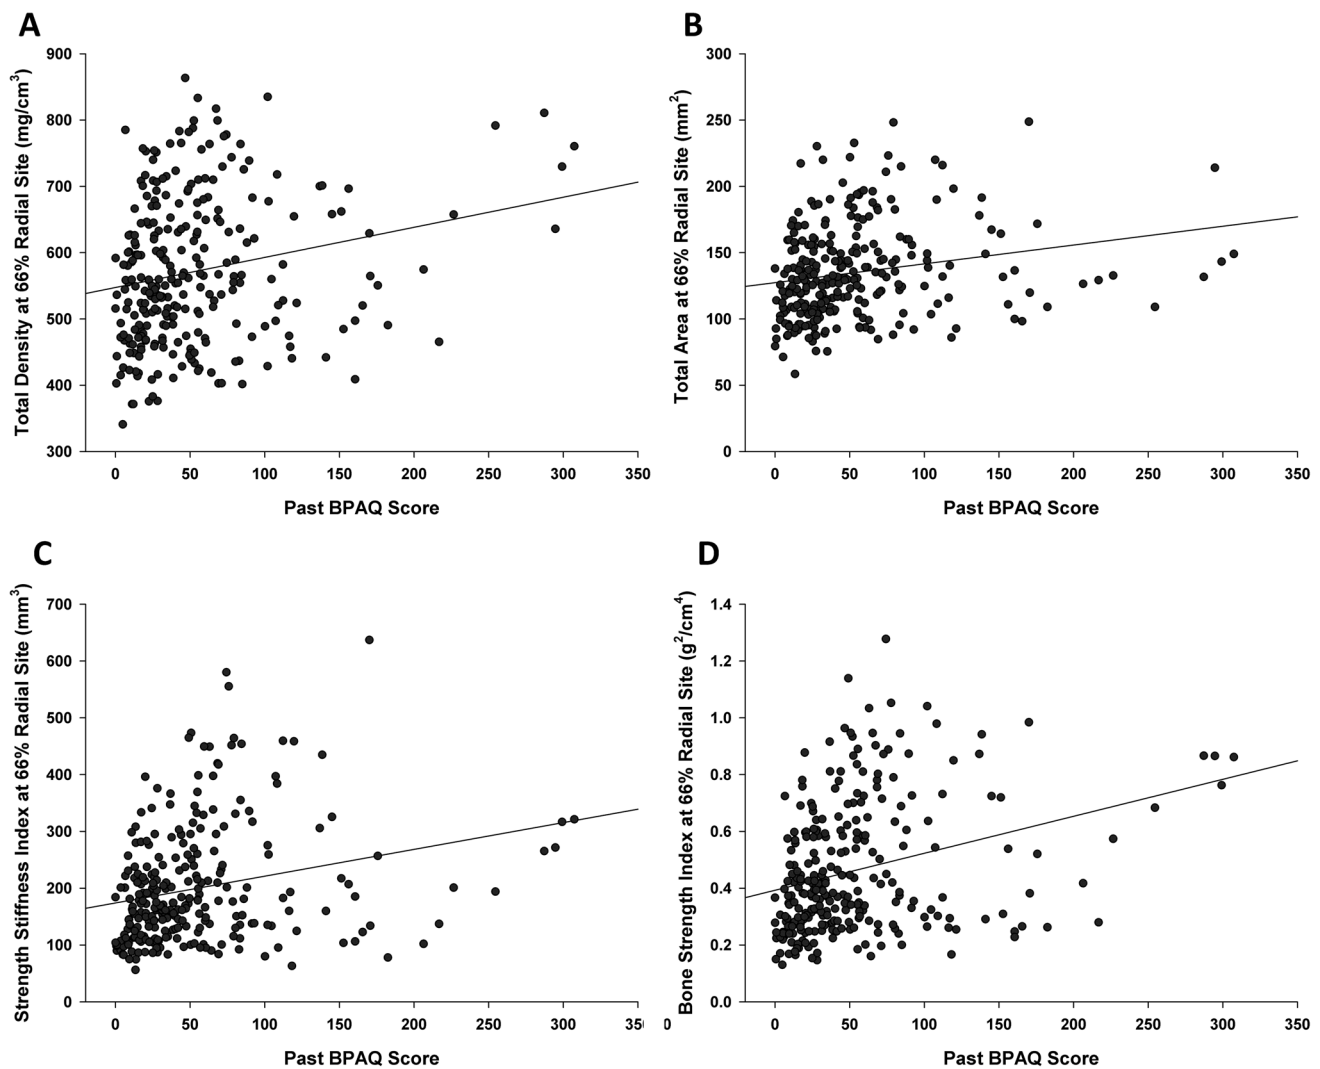 A
B
900
800
700
600
500
400
300
Total Density at 66% Radial Site (mg/cm3)
0 50 100 150 200 250 300 350
Past BPAQ Score
300
250
200
150
100
50
0
Total Area at 66% Radial Site (mm2)
0 50 100 150 200 250 300 350
Past BPAQ Score
C
D
700
600
500
400
300
200
100
0
Strength Stiffness Index at 66% Radial Site (mm3)
0 50 100 150 200 250 300 35
Past BPAQ Score
1.4
1.2
1.0
0.8
0.6
0.4
0.2
0.0
Bone Strength Index at 66% Radial Site (g2/cm4)
0
0 50 100 150 200 250 300 350
Past BPAQ Score